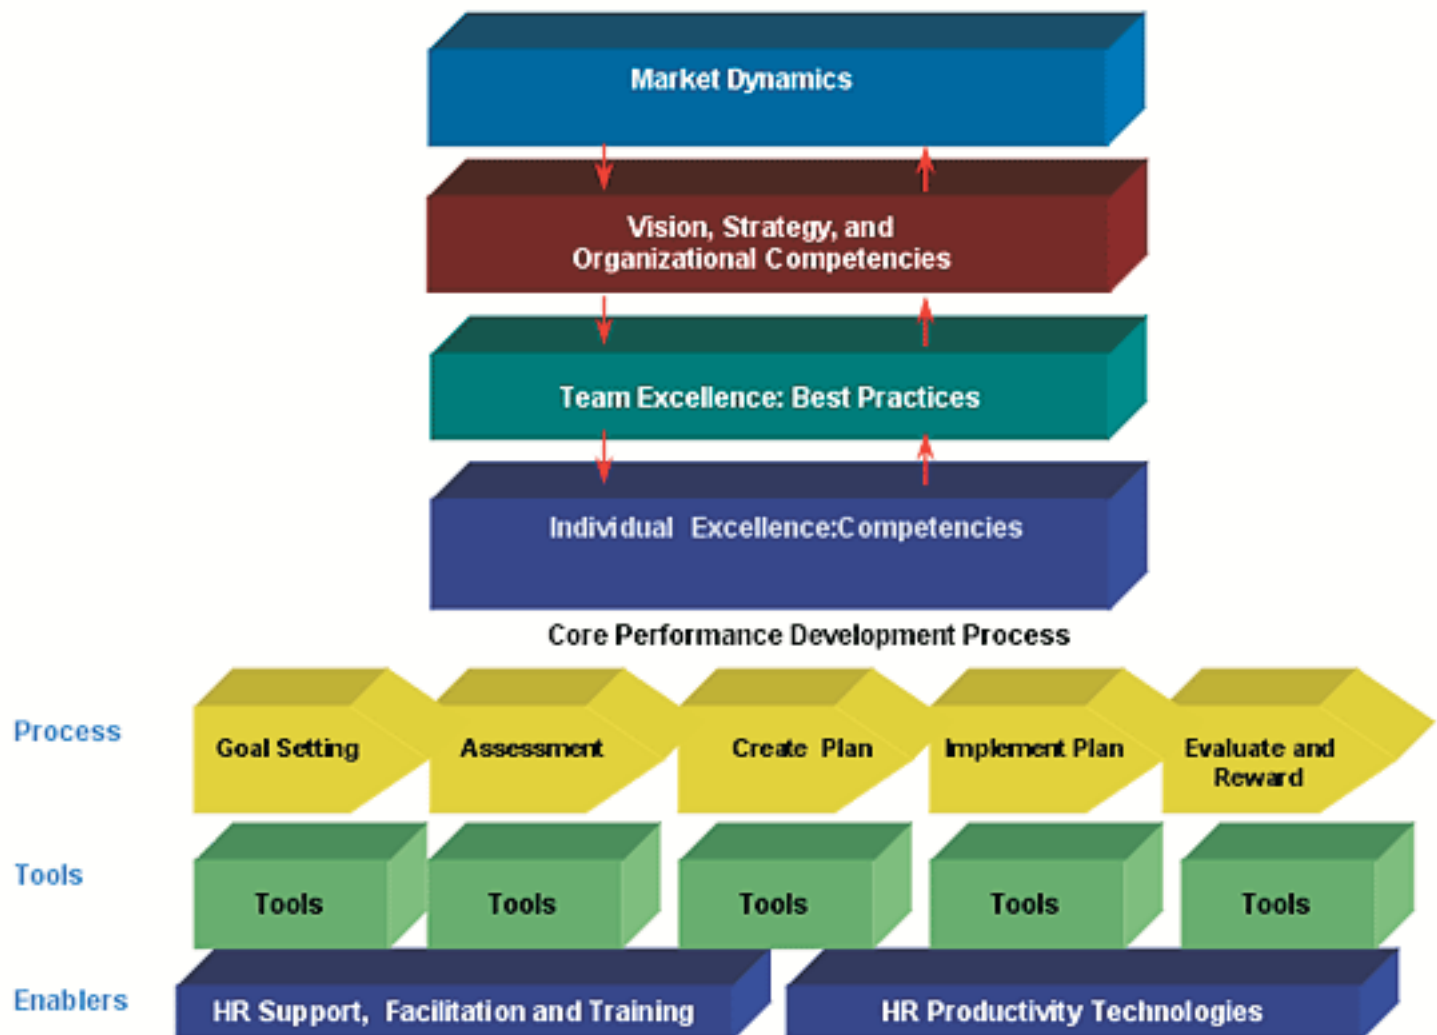 Market Dynamics
Vision, Strategy, and
Organizational Competencies
Team Excellence: Best Practices
Individual Excellence:Competencies
Core Performance Development Process
Process
Goal Setting
Assessment
Create Plan
Implement Plan
Evaluate and
Reward
Tools
Tools
Tools
Tools
Tools
Tools
Enablers
HR Support, Facilitation and Training
HR Productivity Technologies